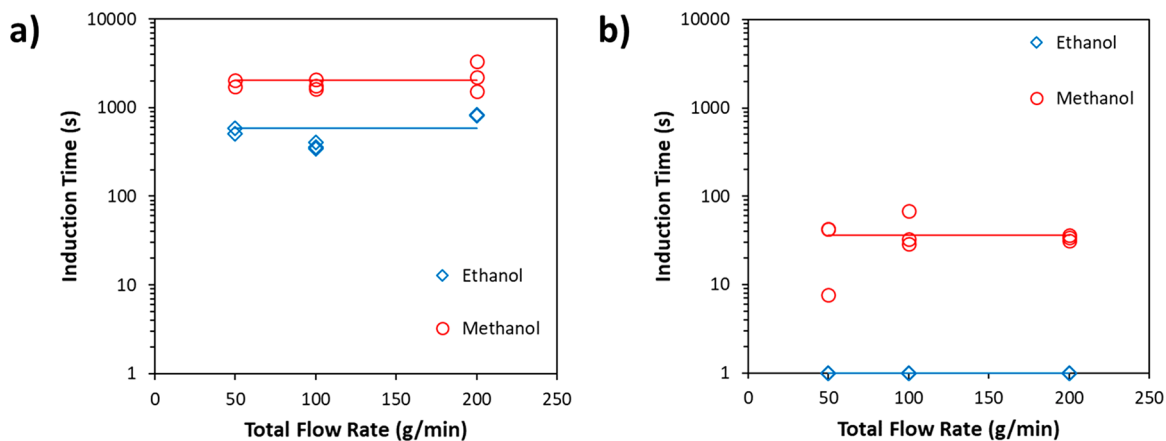 a)
10000
1000
100
10
1
Induction Time (s)
Ethanol
Methanol
0 50 100 150 200 250
Total Flow Rate (g/min)
b)
10000
1000
100
10
1
Induction Time (s)
Ethanol
Methanol
0 50 100 150 200 250
Total Flow Rate (g/min)